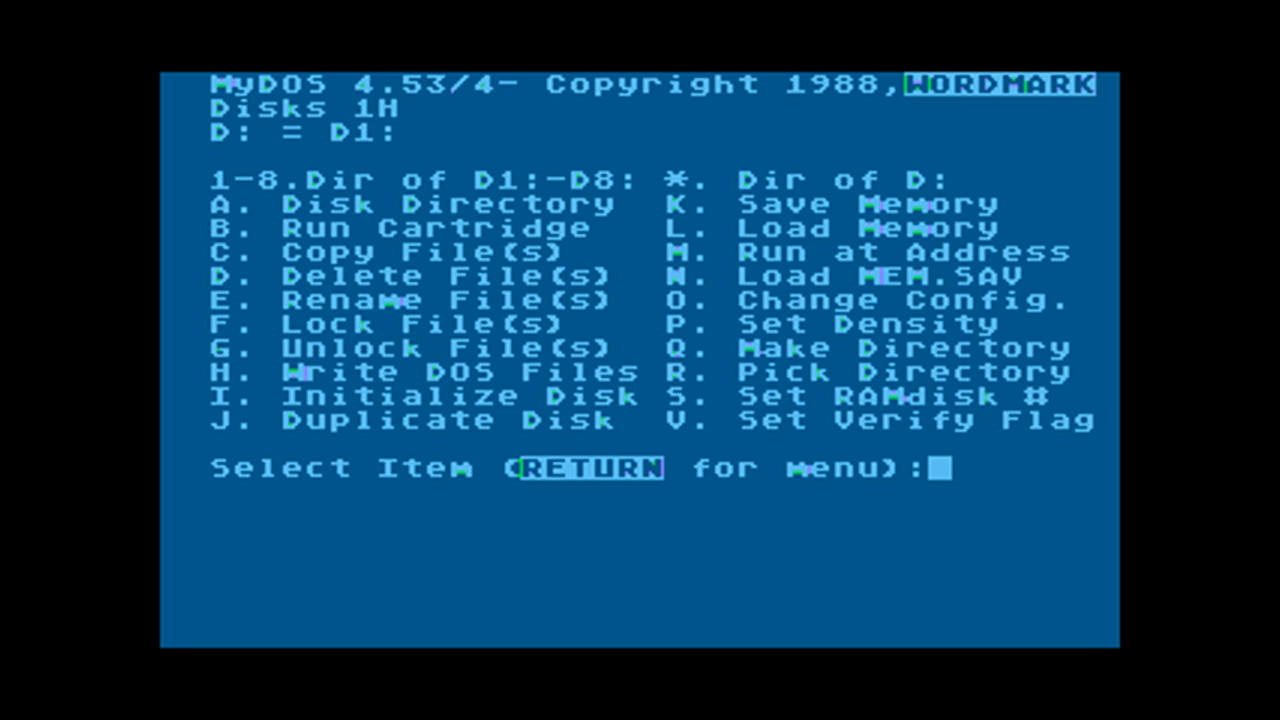 MyDOS 4.53/4- Copyright 1988,WORDMARK
Disks 1H
D: = D1:
1-8.Dir of D1:-D8: *. Dir of D:
A. Disk Directory K. Save Memory
B. Run Cartridge L. Load Memory
C. Copy File(s) M. Run at Address
D. Delete File(s) N. Load MEM.SAV
E. Rename File(s) O. Change Config.
F. Lock File(s) P. Set Density
G. Unlock File(s) Q. Make Directory
H. Write DOS Files R. Pick Directory
I. Initialize Disk S. Set RAMdisk #
J. Duplicate Disk V. Set Verify Flag
Select Item (RETURN for menu):